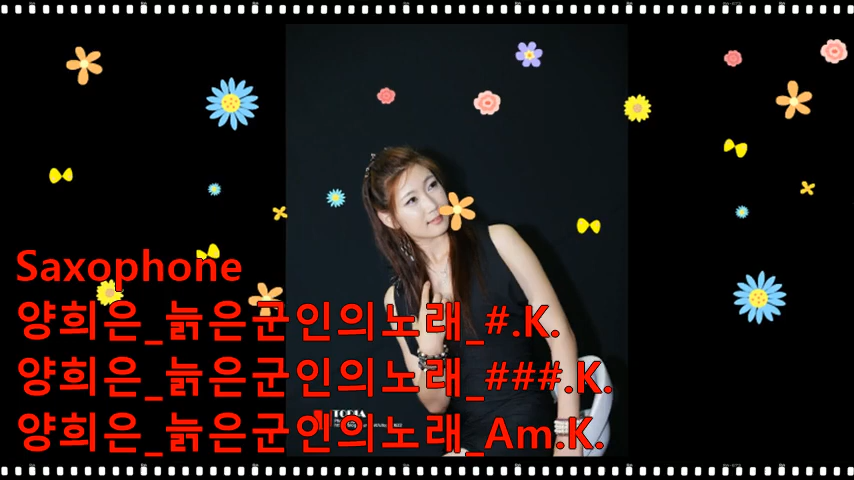 Saxophone
양희은_늙은군인의노래_#.K.
양희은_늙은군인의노래_###.K.
TOPIA
양희은_늙은군인의노래_Am.K.